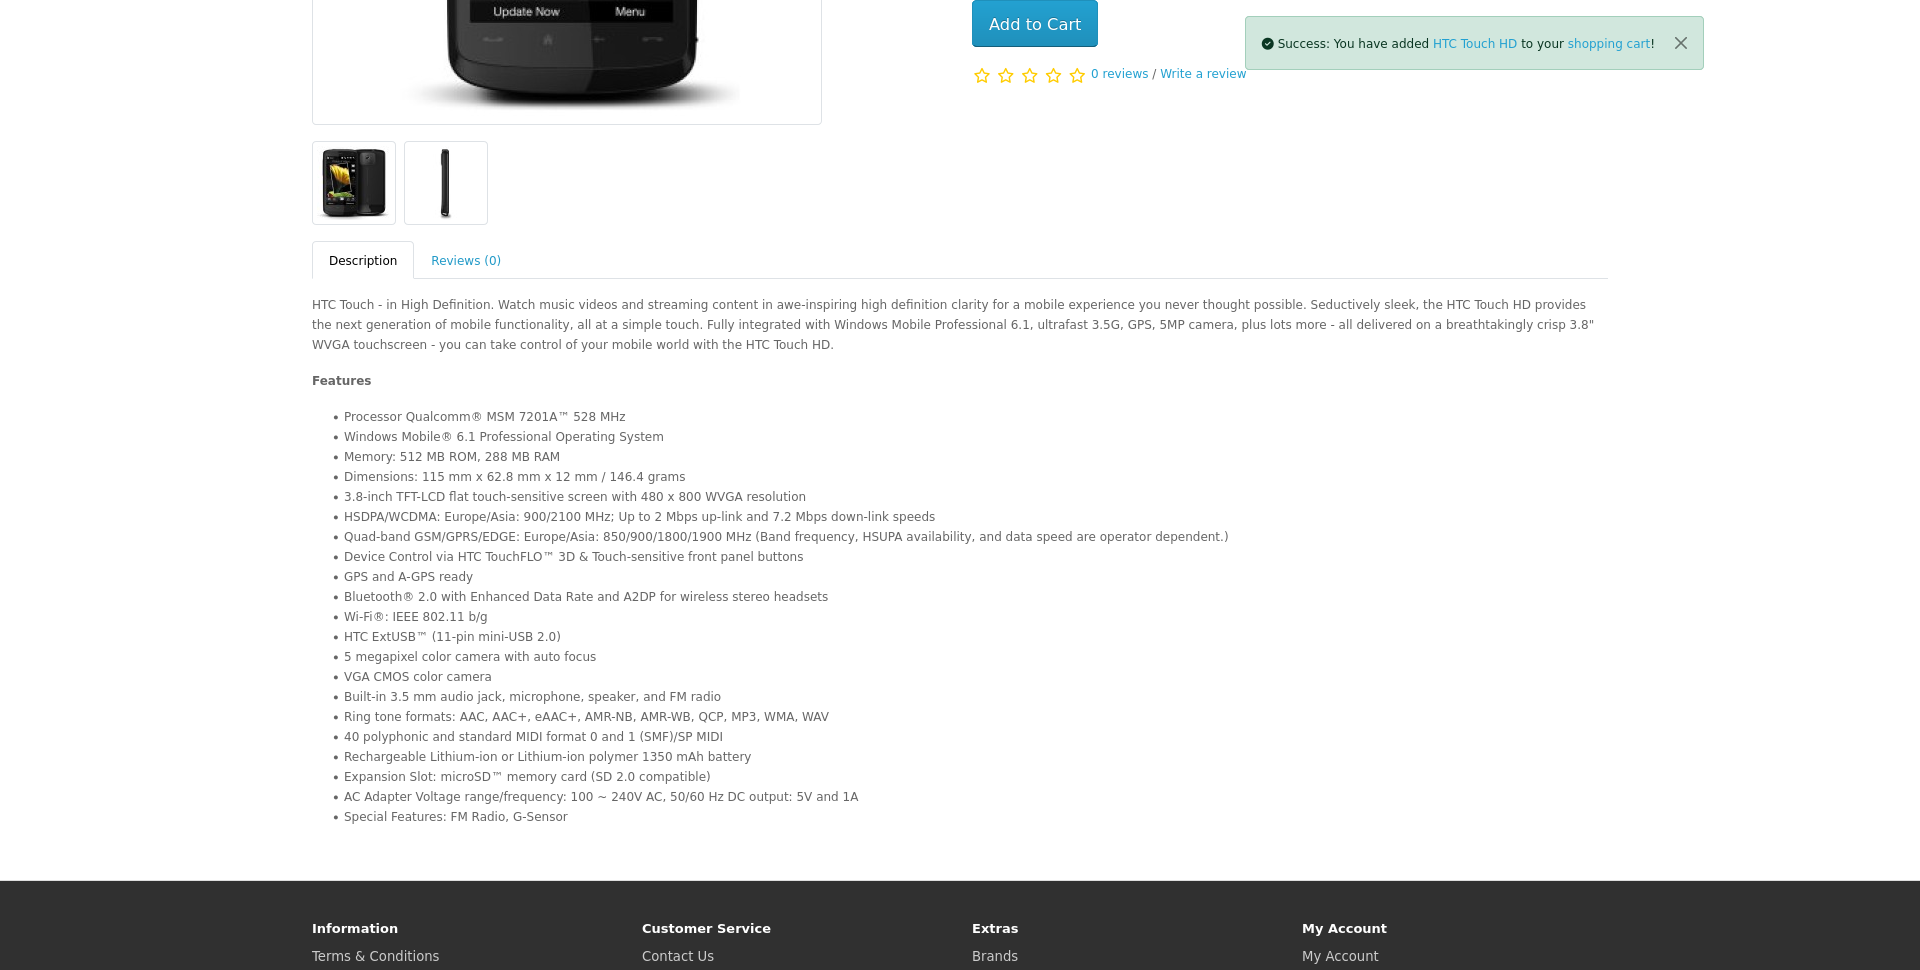 Update Now Menu
Add to Cart
Success: You have added HTC Touch HD to your shopping cart!
0 reviews / Write a review
Description Reviews (0)
HTC Touch - in High Definition. Watch music videos and streaming content in awe-inspiring high definition clarity for a mobile experience you never thought possible. Seductively sleek, the HTC Touch HD provides
the next generation of mobile functionality, all at a simple touch. Fully integrated with Windows Mobile Professional 6.1, ultrafast 3.5G, GPS, 5MP camera, plus lots more - all delivered on a breathtakingly crisp 3.8"
WVGA touchscreen - you can take control of your mobile world with the HTC Touch HD.
Features
• Processor Qualcomm® MSM 7201A™ 528 MHz
• Windows Mobile® 6.1 Professional Operating System
• Memory: 512 MB ROM, 288 MB RAM
• Dimensions: 115 mm x 62.8 mm x 12 mm / 146.4 grams
• 3.8-inch TFT-LCD flat touch-sensitive screen with 480 x 800 WVGA resolution
• HSDPA/WCDMA: Europe/Asia: 900/2100 MHz; Up to 2 Mbps up-link and 7.2 Mbps down-link speeds
• Quad-band GSM/GPRS/EDGE: Europe/Asia: 850/900/1800/1900 MHz (Band frequency, HSUPA availability, and data speed are operator dependent.)
• Device Control via HTC TouchFLO™ 3D & Touch-sensitive front panel buttons
• GPS and A-GPS ready
• Bluetooth® 2.0 with Enhanced Data Rate and A2DP for wireless stereo headsets
• Wi-Fi®: IEEE 802.11 b/g
• HTC ExtUSB™ (11-pin mini-USB 2.0)
• 5 megapixel color camera with auto focus
• VGA CMOS color camera
• Built-in 3.5 mm audio jack, microphone, speaker, and FM radio
• Ring tone formats: AAC, AAC+, eAAC+, AMR-NB, AMR-WB, QCP, MP3, WMA, WAV
• 40 polyphonic and standard MIDI format 0 and 1 (SMF)/SP MIDI
• Rechargeable Lithium-ion or Lithium-ion polymer 1350 mAh battery
• Expansion Slot: microSD™ memory card (SD 2.0 compatible)
• AC Adapter Voltage range/frequency: 100 ~ 240V AC, 50/60 Hz DC output: 5V and 1A
• Special Features: FM Radio, G-Sensor
Information Customer Service Extras My Account
Terms & Conditions Contact Us Brands My Account